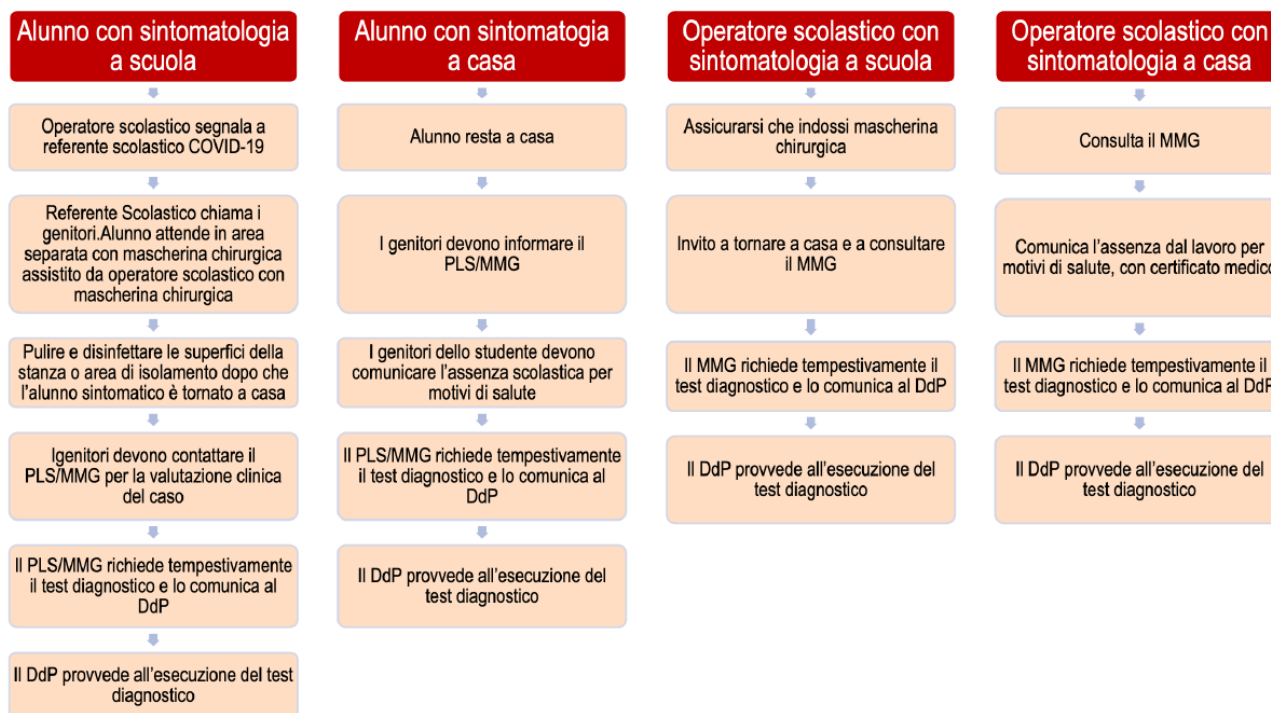 Alunno con sintomatologia
a scuola
Operatore scolastico segnala a
referente scolastico COVID-19
Referente Scolastico chiama i
genitori.Alunno attende in area
separata con mascherina chirurgica
assistito da operatore scolastico con
mascherina chirurgica
Pulire e disinfettare le superfici della
stanza o area di isolamento dopo che
l'alunno sintomatico è tornato a casa
Igenitori devono contattare il
PLS/MMG per la valutazione clinica
del caso
Il PLS/MMG richiede tempestivamente
il test diagnostico e lo comunica al
DdP
Il DdP provvede all'esecuzione del test
diagnostico
Alunno con sintomatogia
a casa
Alunno resta a casa
I genitori devono informare il
PLS/MMG
I genitori dello studente devono
comunicare l'assenza scolastica per
motivi di salute
Il PLS/MMG richiede tempestivamente
il test diagnostico e lo comunica al
DdP
Il DdP provvede all'esecuzione del
test diagnostico
Operatore scolastico con
sintomatologia a scuola
Assicurarsi che indossi mascherina
chirurgica
Invito a tornare a casa e a consultare
il MMG
Il MMG richiede tempestivamente il
test diagnostico e lo comunica al DdP
Il DdP provvede all'esecuzione del
test diagnostico
Operatore scolastico con
sintomatologia a casa
Consulta il MMG
Comunica l'assenza dal lavoro per
motivi di salute, con certificato medico
Il MMG richiede tempestivamente il
test diagnostico e lo comunica al DdP
Il DdP provvede all'esecuzione del
test diagnostico